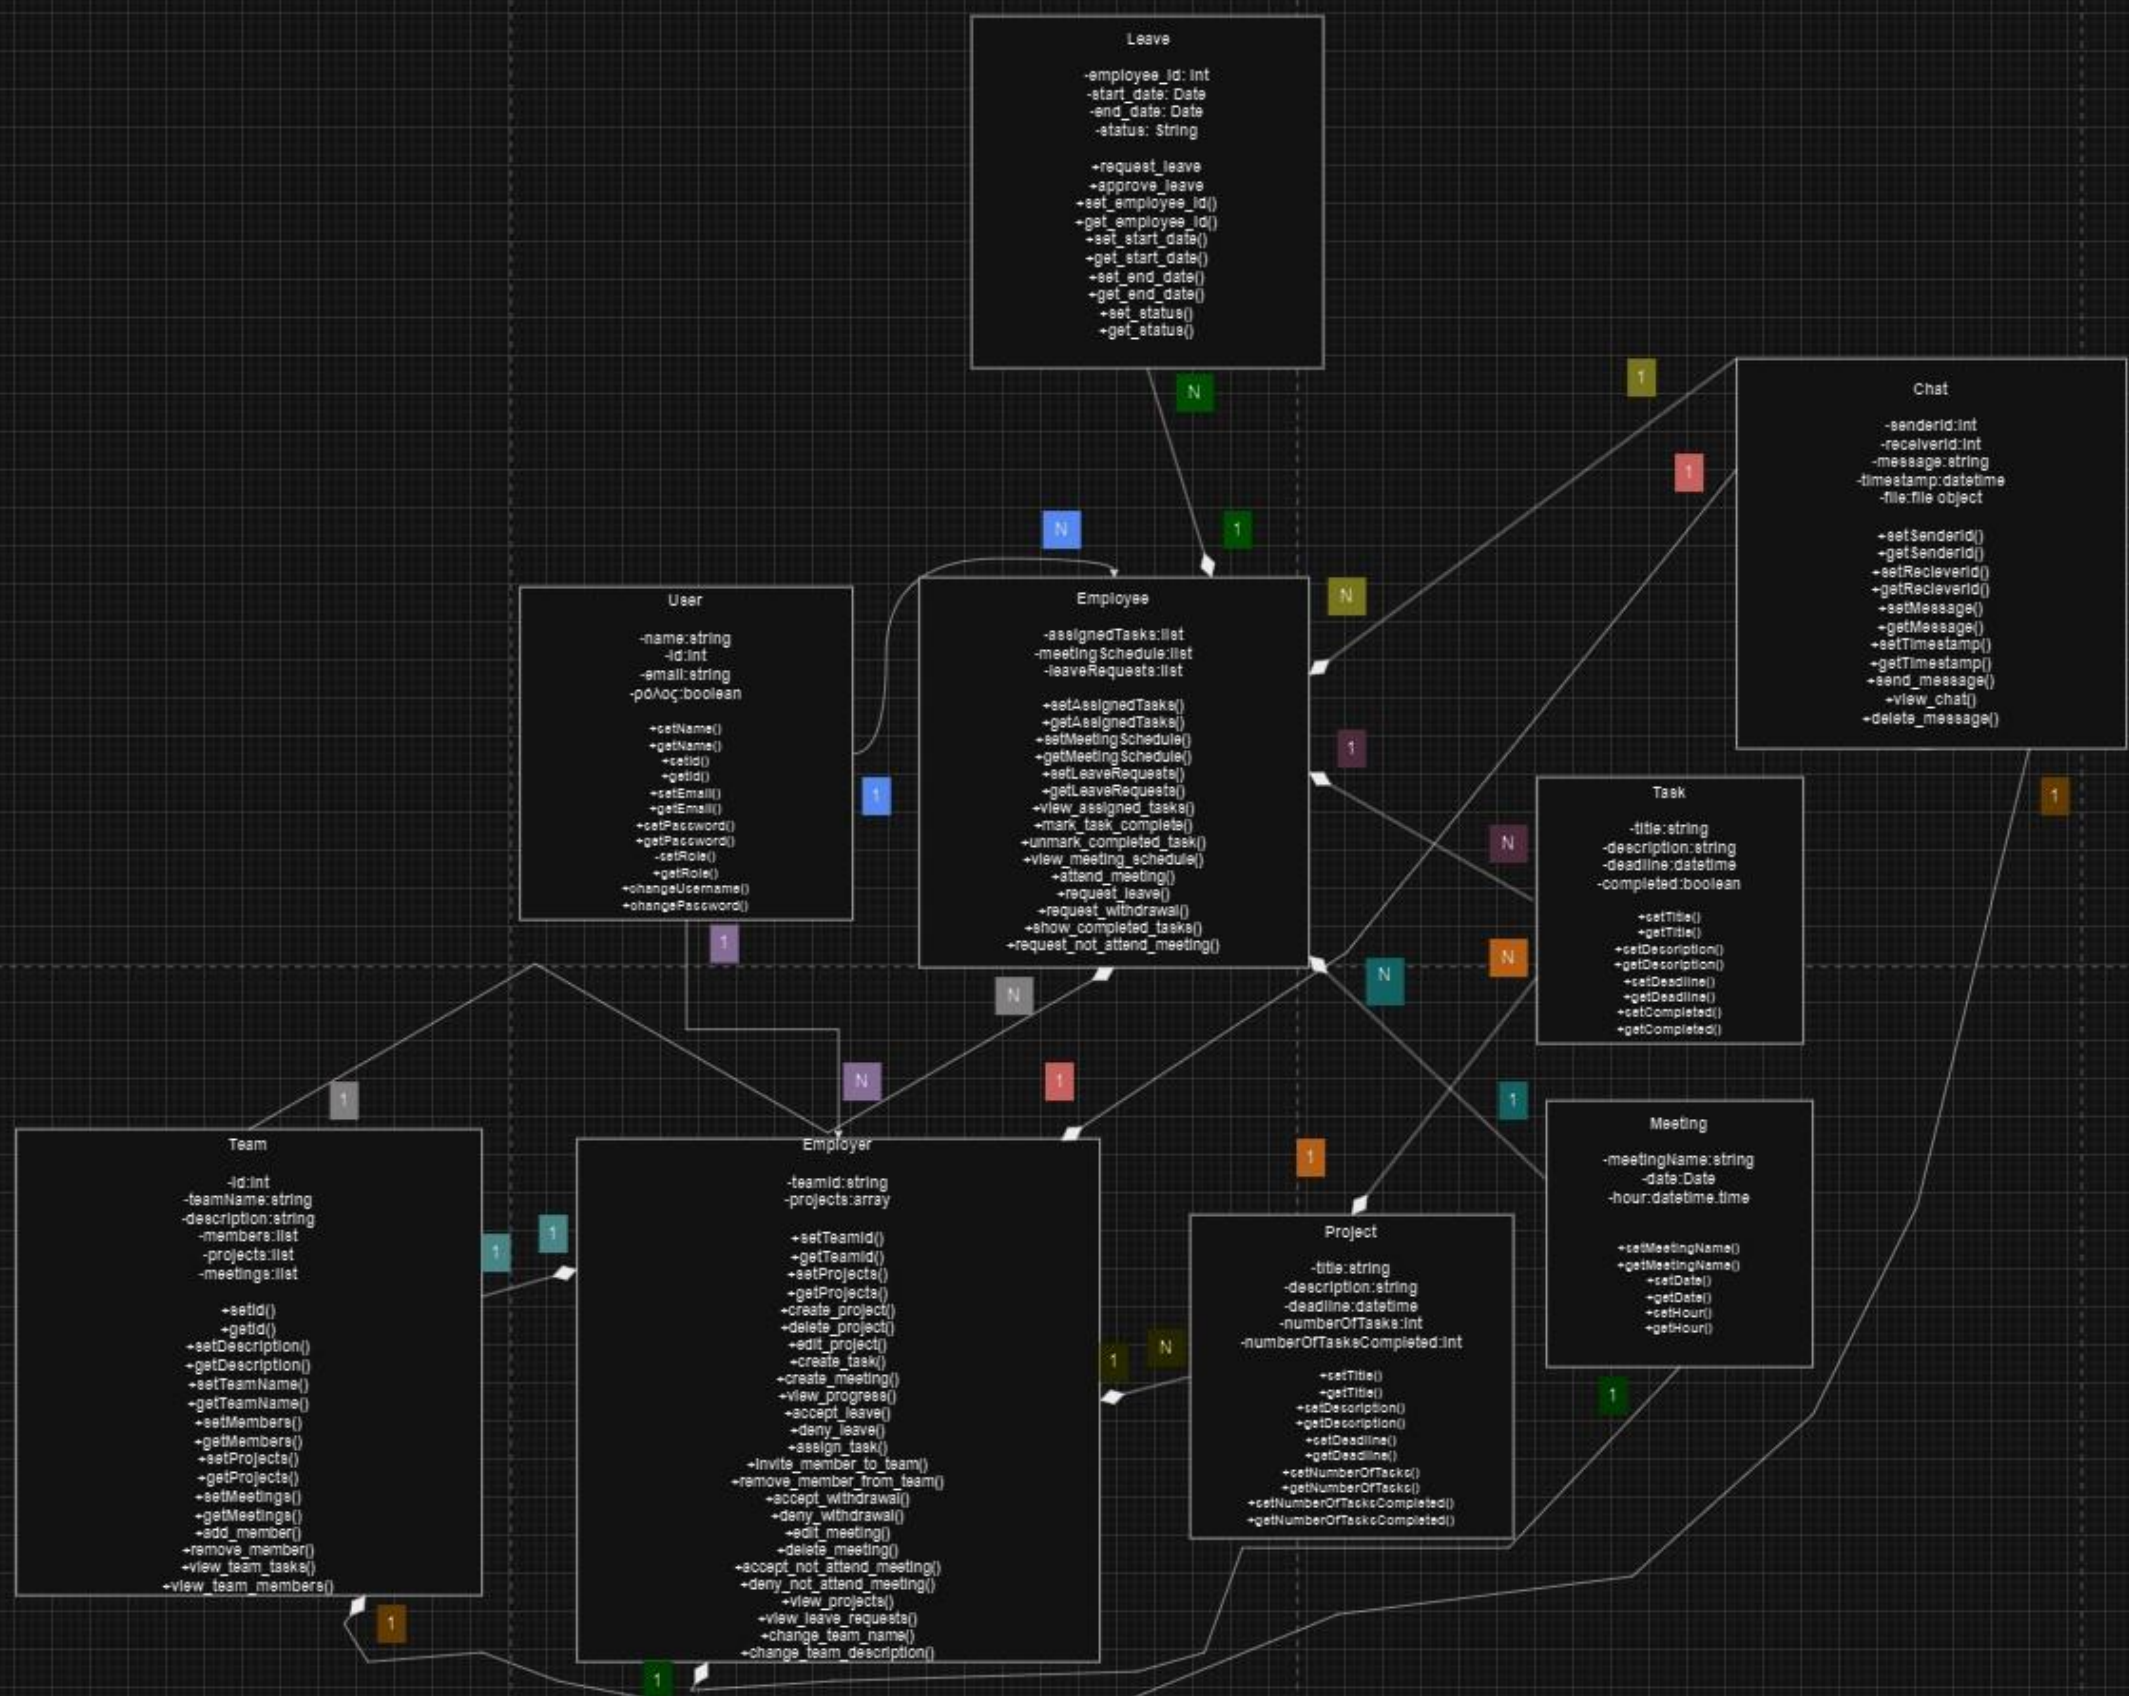 Leave
-employee_id: int
-start_date: Date
-end_date: Date
-status: String
+request_leave
+approve_leave
+set_employee_id()
+get_employee_id()
+set_start_date()
+get_start_date()
+set_end_date()
+get_end_date()
+set_status()
+get_status()
N
1
1
N
1
1
Chat
-senderId:int
-receiverId:int
-message:string
-timestamp:datetime
-file:file object
+setSenderId()
+getSenderId()
+setRecieverId()
+getRecieverId()
+setMessage()
+getMessage()
+setTimestamp()
+getTimestamp()
+send_message()
+view_chat()
+delete_message()
1
User
-name:string
-id:int
-email:string
-ρόλος:boolean
+setName()
+getName()
+setId()
+getId()
+setEmail()
+getEmail()
+setPassword()
+getPassword()
-setRole()
+getRole()
+changeUsername()
+changePassword()
1
N
1
N
Employee
-assignedTasks:list
-meetingSchedule:list
-leaveRequests:list
+setAssignedTasks()
+getAssignedTasks()
+setMeetingSchedule()
+getMeetingSchedule()
+setLeaveRequests()
+getLeaveRequests()
+view_assigned_tasks()
+mark_task_complete()
+unmark_completed_task()
+view_meeting_schedule()
+attend_meeting()
+request_leave()
+request_withdrawal()
+show_completed_tasks()
+request_not_attend_meeting()
N
1
N
N
N
Task
-title:string
-description:string
-deadline:datetime
-completed:boolean
+setTitle()
+getTitle()
+setDescription()
+getDescription()
+setDeadline()
+getDeadline()
+setCompleted()
+getCompleted()
1
Team
-id:int
-teamName:string
-description:string
-members:list
-projects:list
-meetings:list
+setId()
+getId()
+setDescription()
+getDescription()
+setTeamName()
+getTeamName()
+setMembers()
+getMembers()
+setProjects()
+getProjects()
+setMeetings()
+getMeetings()
+add_member()
+remove_member()
+view_team_tasks()
+view_team_members()
1
1
1
Employer
-teamId:string
-projects:array
+setTeamId()
+getTeamId()
+setProjects()
+getProjects()
+create_project()
+delete_project()
+edit_project()
+create_task()
+create_meeting()
+view_progress()
+accept_leave()
+deny_leave()
+assign_task()
+invite_member_to_team()
+remove_member_from_team()
+accept_withdrawal()
+deny_withdrawal()
+edit_meeting()
+delete_meeting()
+accept_not_attend_meeting()
+deny_not_attend_meeting()
+view_projects()
+view_leave_requests()
+change_team_name()
+change_team_description()
1
1
N
1
Project
-title:string
-description:string
-deadline:datetime
-numberOfTasks:int
-numberOfTasksCompleted:int
+setTitle()
+getTitle()
+setDescription()
+getDescription()
+setDeadline()
+getDeadline()
+setNumberOfTasks()
+getNumberOfTasks()
+setNumberOfTasksCompleted()
+getNumberOfTasksCompleted()
1
Meeting
-meetingName:string
-date:Date
-hour:datetime.time
+setMeetingName()
+getMeetingName()
+setDate()
+getDate()
+setHour()
+getHour()
1